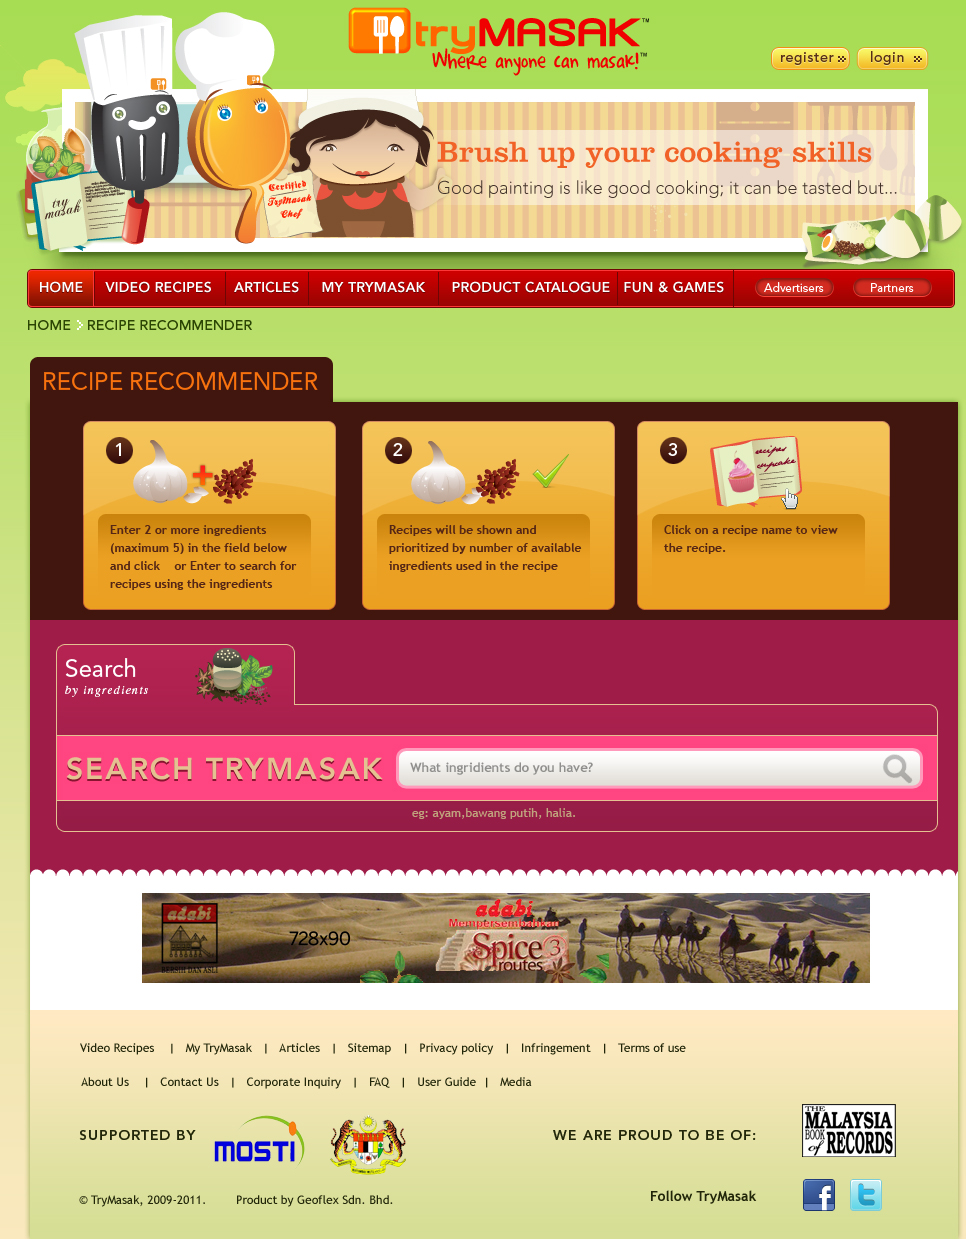 tryMASAK™
Where anyone can masak!™
register
login
Brush up your cooking skills
Good painting is like good cooking; it can be tasted but...
try
masak
Certified
TryMasak
Chef
HOME
VIDEO RECIPES
ARTICLES
MY TRYMASAK
PRODUCT CATALOGUE
FUN & GAMES
Advertisers
Partners
HOME
RECIPE RECOMMENDER
RECIPE RECOMMENDER
1
Enter 2 or more ingredients
(maximum 5) in the field below
and click or Enter to search for
recipes using the ingredients
2
Recipes will be shown and
prioritized by number of available
ingredients used in the recipe
3
recipes
cupcake
Click on a recipe name to view
the recipe.
Search
by ingredients
SEARCH TRYMASAK
What ingridients do you have?
eg: ayam,bawang putih, halia.
adabi
BERSIH DAN ASLI
728x90
adabi
Mempersembahkan
Spice 3
routes
Video Recipes | My TryMasak | Articles | Sitemap | Privacy policy | Infringement | Terms of use
About Us | Contact Us | Corporate Inquiry | FAQ | User Guide | Media
SUPPORTED BY
MOSTI
WE ARE PROUD TO BE OF:
THE
MALAYSIA
BOOK of RECORDS
Follow TryMasak
© TryMasak, 2009-2011.
Product by Geoflex Sdn. Bhd.